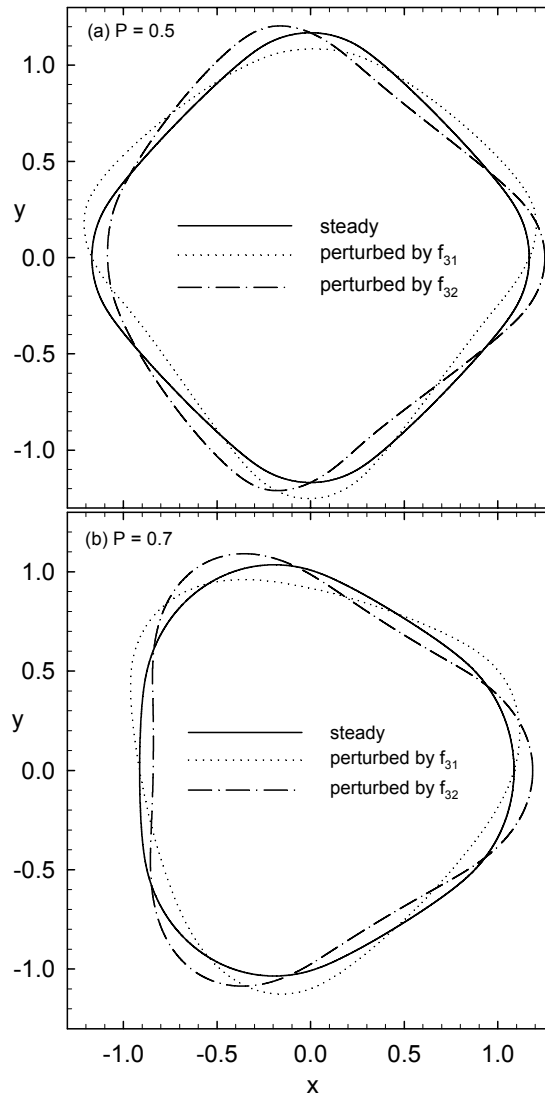 (a) P = 0.5
1.0
0.5
y
0.0
-0.5
-1.0
steady
perturbed by f31
perturbed by f32
(b) P = 0.7
1.0
0.5
y
0.0
-0.5
-1.0
steady
perturbed by f31
perturbed by f32
-1.0 -0.5 0.0 0.5 1.0
x